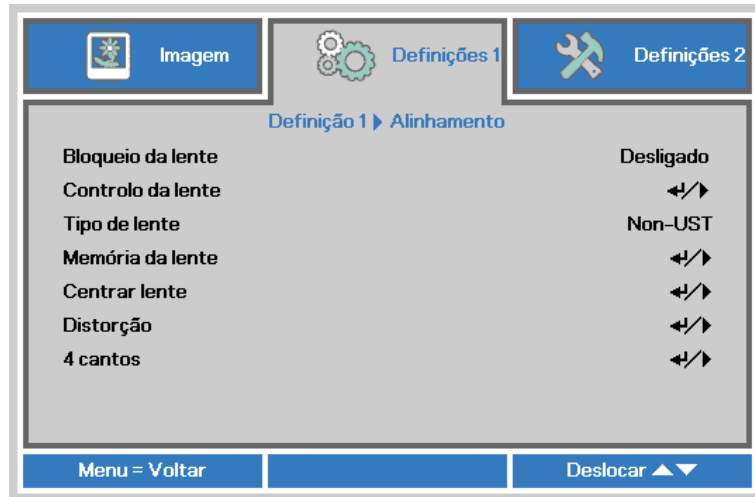 Imagem
Definições 1
Definições 2
Definição 1 Alinhamento
Bloqueio da lente Desligado
Controlo da lente
Tipo de lente Non-UST
Memória da lente
Centrar lente
Distorção
4 cantos
Menu = Voltar
Deslocar